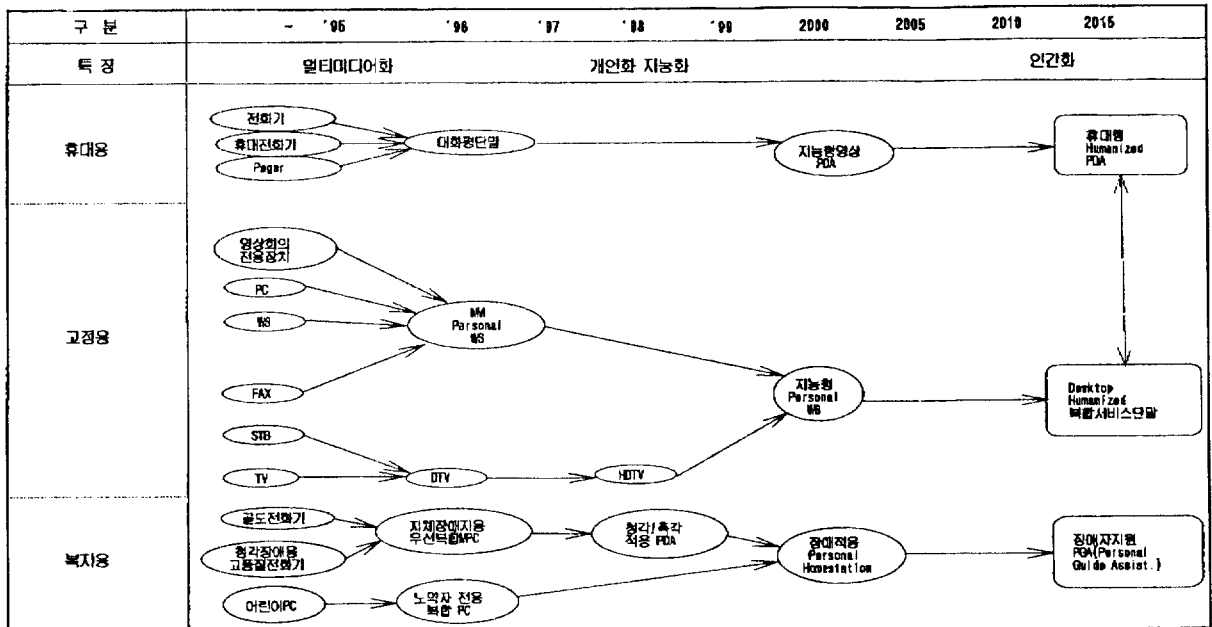 구 분 ~ '95 '96 '97 '98 '99 2000 2005 2010 2015
특 징 멀티미디어화 개인화 지능화 인간화
휴대용
전화기
휴대전화기
Pager
대화형단말
지능형영상
PDA
휴대형
Humanized
PDA
고정용
영상회의
전용장치
PC
WS
FAX
STB
TV
MM
Personal
WS
DTV
HDTV
지능형
Personal
WS
Desktop
Humanized
복합서비스단말
복지용
골도전화기
청각장애용
고품질전화기
어린이PC
지체장애자용
무선복합MPC
노약자 전용
복합 PC
청각/촉각
적용 PDA
장애적응
Personal
Homestation
장애자지원
PGA(Personal
Guide Assist.)